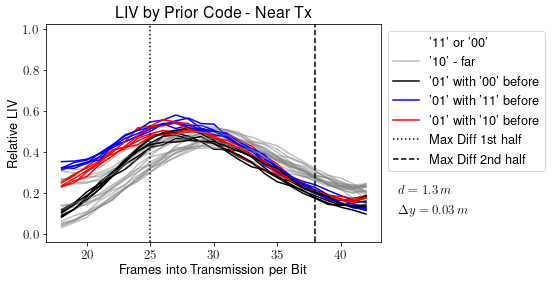 LIV by Prior Code - Near Tx
1.0
0.8
0.6
0.4
0.2
0.0
Relative LIV
20
25
30
35
40
Frames into Transmission per Bit
'11' or '00'
'10' - far
'01' with '00' before
'01' with '11' before
'01' with '10' before
Max Diff 1st half
Max Diff 2nd half
d = 1.3 m
Δy = 0.03 m